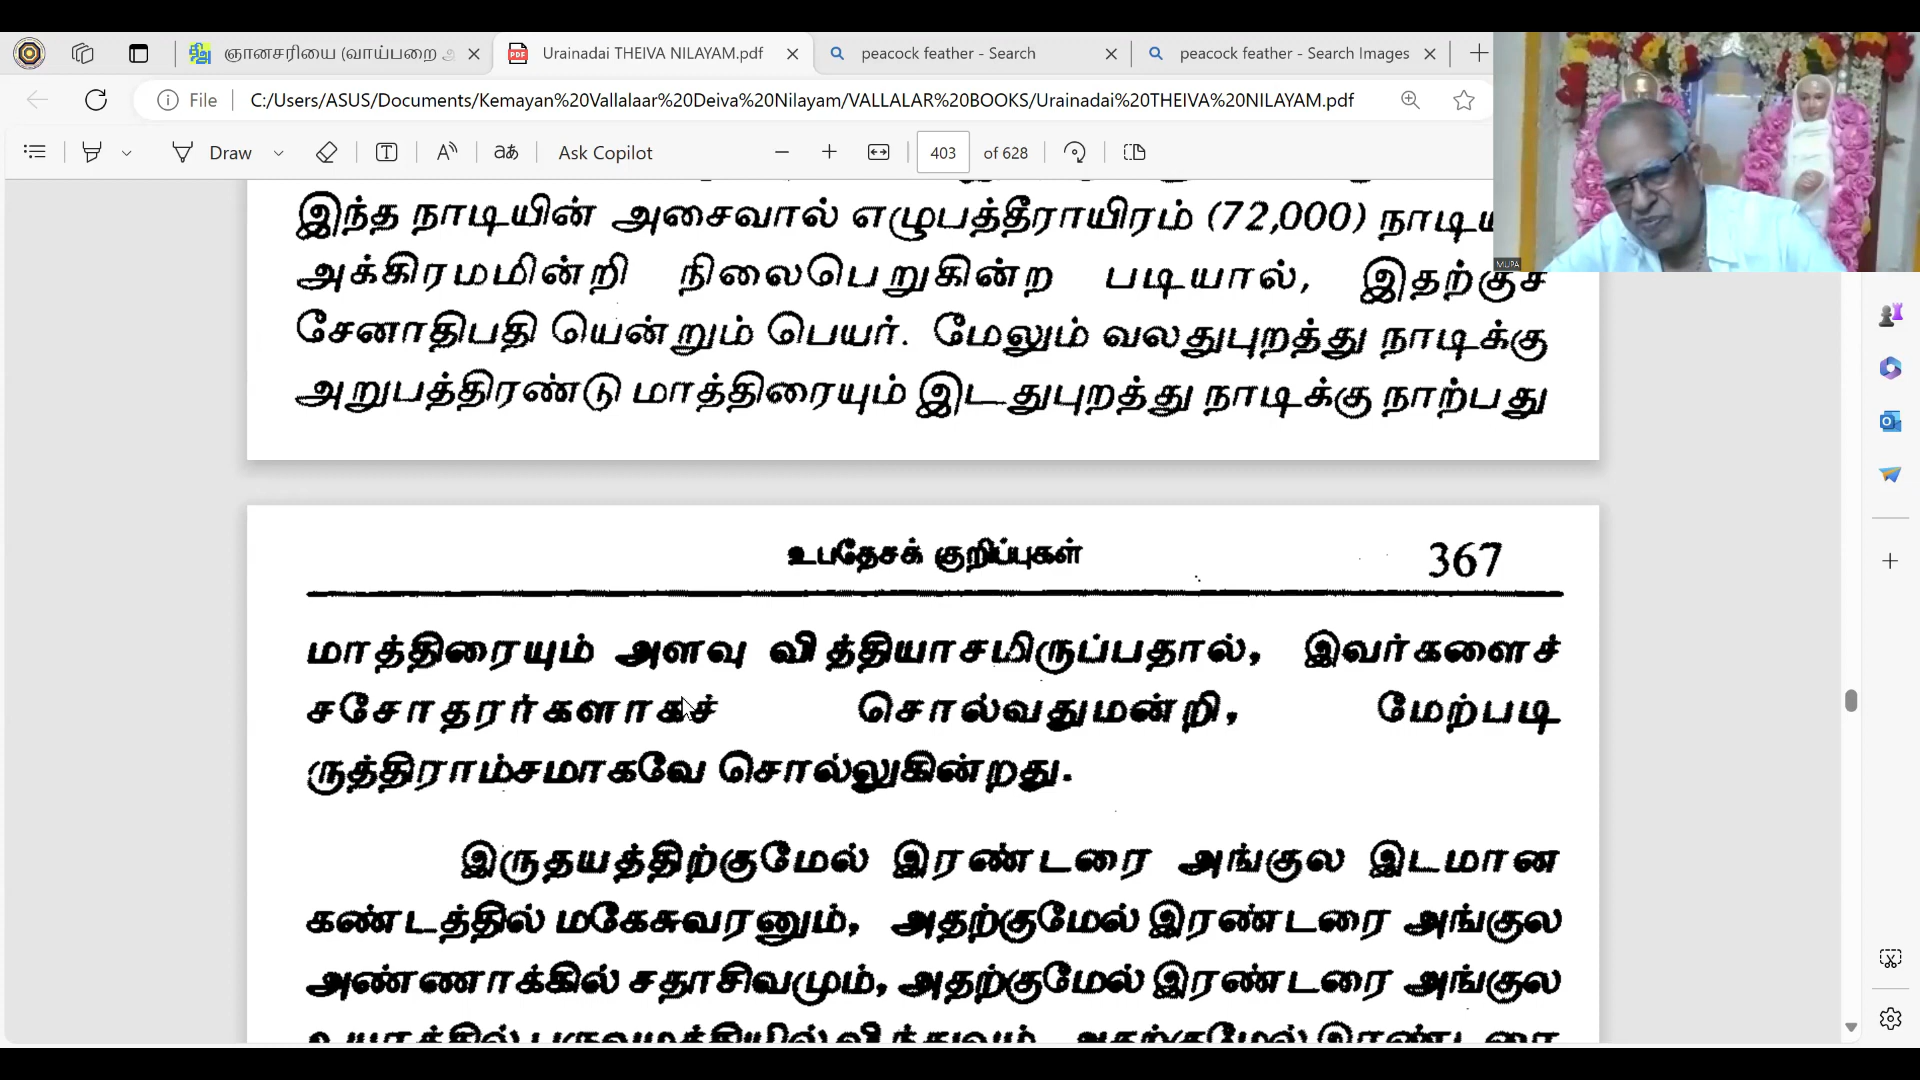 ஞானசரியை (வாய்பறை
Urainadai THEIVA NILAYAM.pdf
peacock feather - Search
peacock feather - Search Images
File
C:/Users/ASUS/Documents/Kemayan%20Vallalaar%20Deiva%20Nilayam/VALLALAR%20BOOKS/Urainadai%20THEIVA%20NILAYAM.pdf
Draw
Ask Copilot
403 of 628
இந்த நாடியின் அசைவால் எழுபத்தீராயிரம் (72,000)
அக்கிரமமின்றி நிலைபெறுகின்ற படியால், இதற்குச்
சேனாதிபதி யென்றும் பெயர். மேலும் வலதுபுறத்து நாடிக்கு
அறுபத்திரண்டு மாத்திரையும் இடதுபுறத்து நாடிக்கு நாற்பது
MUPA
உபதேசக் குறிப்புகள் 367
மாத்திரையும் அளவு வித்தியாசமிருப்பதால், இவர்களைச்
சகோதரர்களாகச் சொல்வதுமன்றி, மேற்படி
ருத்திராம்சமாகவே சொல்லுகின்றது.
இருதயத்திற்குமேல் இரண்டரை அங்குல இடமான
கண்டத்தில் மகேசுவரனும், அதற்குமேல் இரண்டரை அங்குல
அண்ணாக்கில் சதாசிவமும், அதற்குமேல் இரண்டரை அங்குல
அதற்குமேல் இரண்டரை